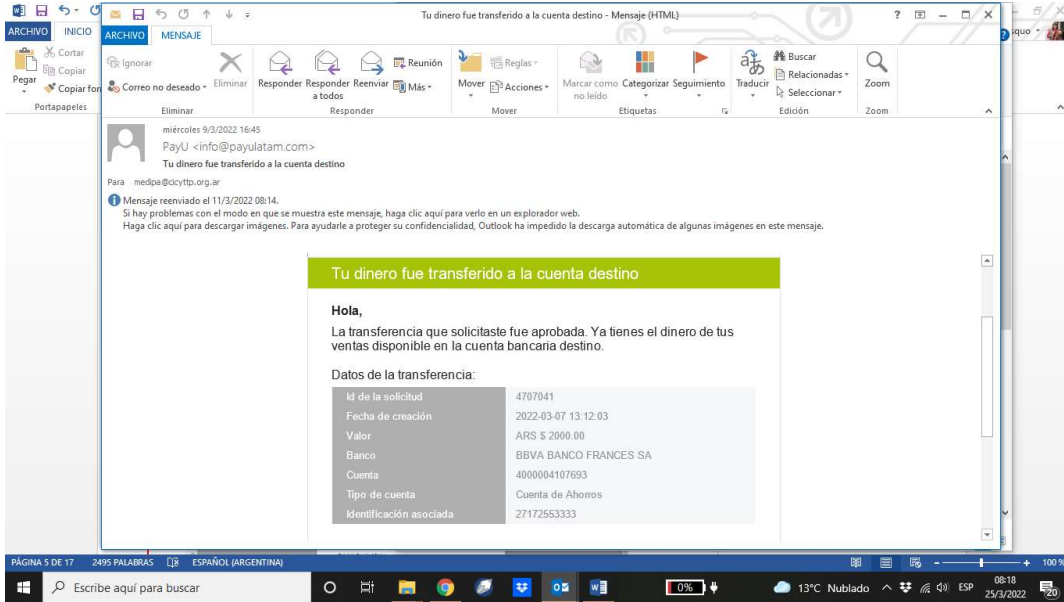 Tu dinero fue transferido a la cuenta destino - Mensaje (HTML)
ARCHIVO INICIO
ARCHIVO MENSAJE
Cortar
Copiar
Copiar for
Pegar
Portapapeles
Ignorar
Correo no deseado
Eliminar
Eliminar
Responder Responder a todos Reenviar
Reunión
Más
Responder
Mover
Reglas
Acciones
Mover
Marcar como no leído
Categorizar Seguimiento
Etiquetas
Traducir
Buscar
Relacionadas
Seleccionar
Edición
Zoom
Zoom
squo
miércoles 9/3/2022 16:45
PayU <info@payulatam.com>
Tu dinero fue transferido a la cuenta destino
Para medipa@cicyttp.org.ar
Mensaje reenviado el 11/3/2022 08:14.
Si hay problemas con el modo en que se muestra este mensaje, haga clic aquí para verlo en un explorador web.
Haga clic aquí para descargar imágenes. Para ayudarle a proteger su confidencialidad, Outlook ha impedido la descarga automática de algunas imágenes en este mensaje.
Tu dinero fue transferido a la cuenta destino
Hola,
La transferencia que solicitaste fue aprobada. Ya tienes el dinero de tus
ventas disponible en la cuenta bancaria destino.
Datos de la transferencia:
Id de la solicitud 4707041
Fecha de creación 2022-03-07 13:12:03
Valor ARS $ 2000.00
Banco BBVA BANCO FRANCES SA
Cuenta 4000004107693
Tipo de cuenta Cuenta de Ahorros
Identificación asociada 27172553333
PÁGINA 5 DE 17 2495 PALABRAS ESPAÑOL (ARGENTINA) 100 %
Escribe aquí para buscar
0%
13°C Nublado
ESP
08:18
25/3/2022
20